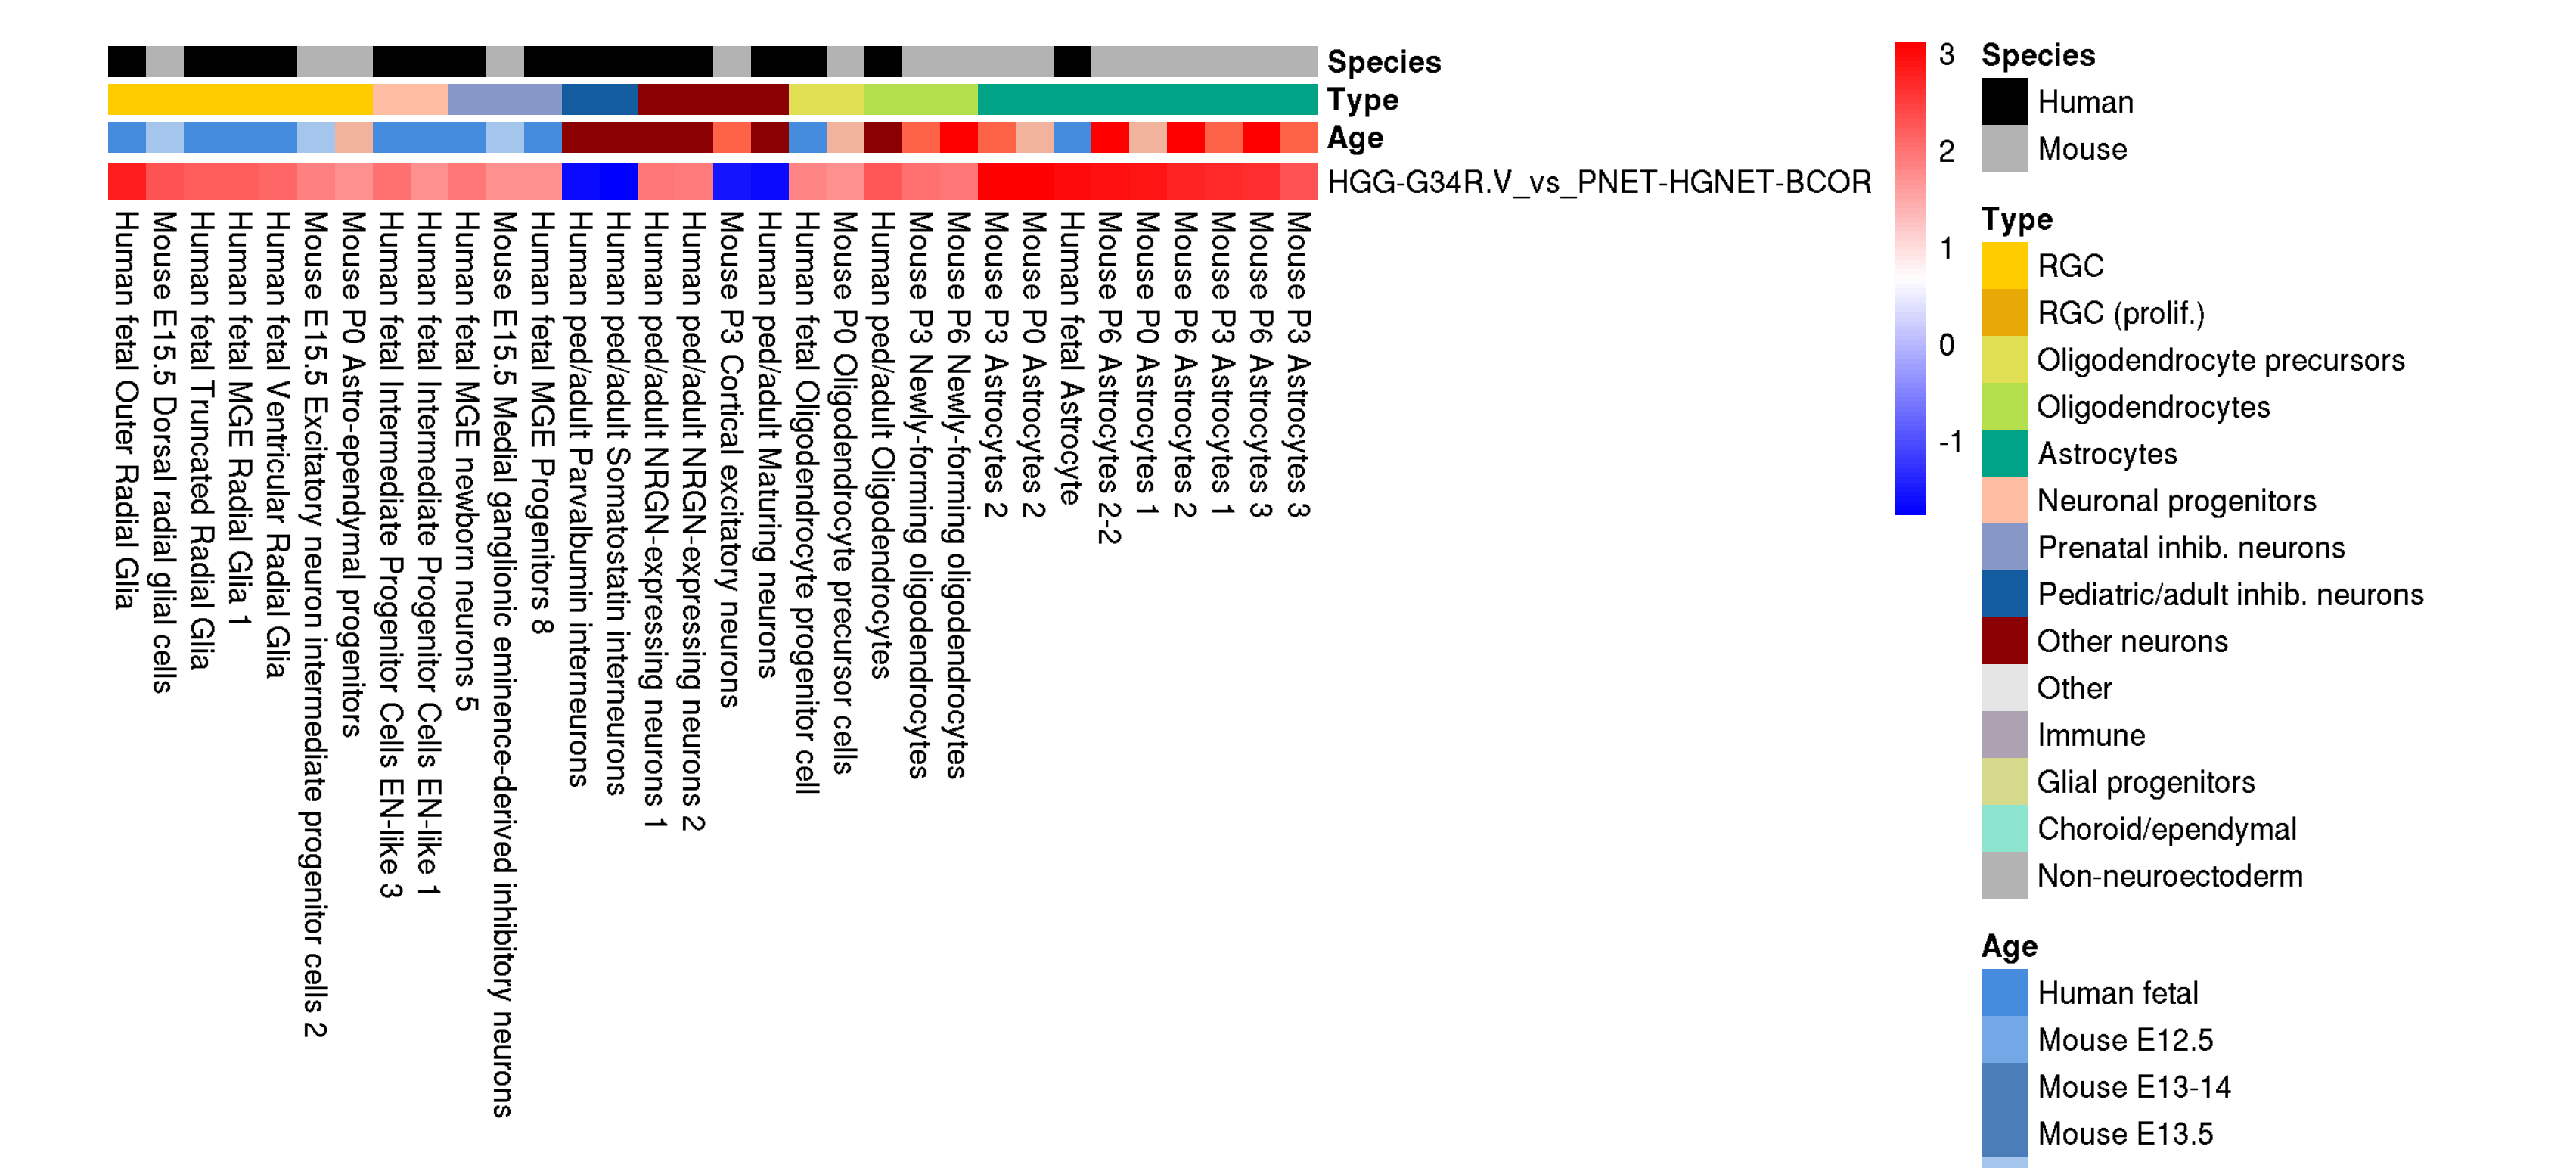 Species
Type
Age
HGG-G34R.V_vs_PNET-HGNET-BCOR
Human fetal Outer Radial Glia
Mouse E15.5 Dorsal radial glial cells
Human fetal Truncated Radial Glia
Human fetal MGE Radial Glia 1
Human fetal Ventricular Radial Glia
Mouse E15.5 Excitatory neuron intermediate progenitor cells 2
Mouse P0 Astro-ependymal progenitors
Human fetal Intermediate Progenitor Cells EN-like 3
Human fetal Intermediate Progenitor Cells EN-like 1
Human fetal MGE newborn neurons 5
Mouse E15.5 Medial ganglionic eminence-derived inhibitory neurons
Human fetal MGE Progenitors 8
Human ped/adult Parvalbumin interneurons
Human ped/adult Somatostatin interneurons
Human ped/adult NRGN-expressing neurons 1
Human ped/adult NRGN-expressing neurons 2
Mouse P3 Cortical excitatory neurons
Human ped/adult Maturing neurons
Human fetal Oligodendrocyte progenitor cell
Mouse P0 Oligodendrocyte precursor cells
Human ped/adult Oligodendrocytes
Mouse P3 Newly-forming oligodendrocytes
Mouse P6 Newly-forming oligodendrocytes
Mouse P3 Astrocytes 2
Mouse P0 Astrocytes 2
Human fetal Astrocyte
Mouse P6 Astrocytes 2-2
Mouse P0 Astrocytes 1
Mouse P6 Astrocytes 2
Mouse P3 Astrocytes 1
Mouse P6 Astrocytes 3
Mouse P3 Astrocytes 3
3
2
1
0
-1
Species
Human
Mouse
Type
RGC
RGC (prolif.)
Oligodendrocyte precursors
Oligodendrocytes
Astrocytes
Neuronal progenitors
Prenatal inhib. neurons
Pediatric/adult inhib. neurons
Other neurons
Other
Immune
Glial progenitors
Choroid/ependymal
Non-neuroectoderm
Age
Human fetal
Mouse E12.5
Mouse E13-14
Mouse E13.5